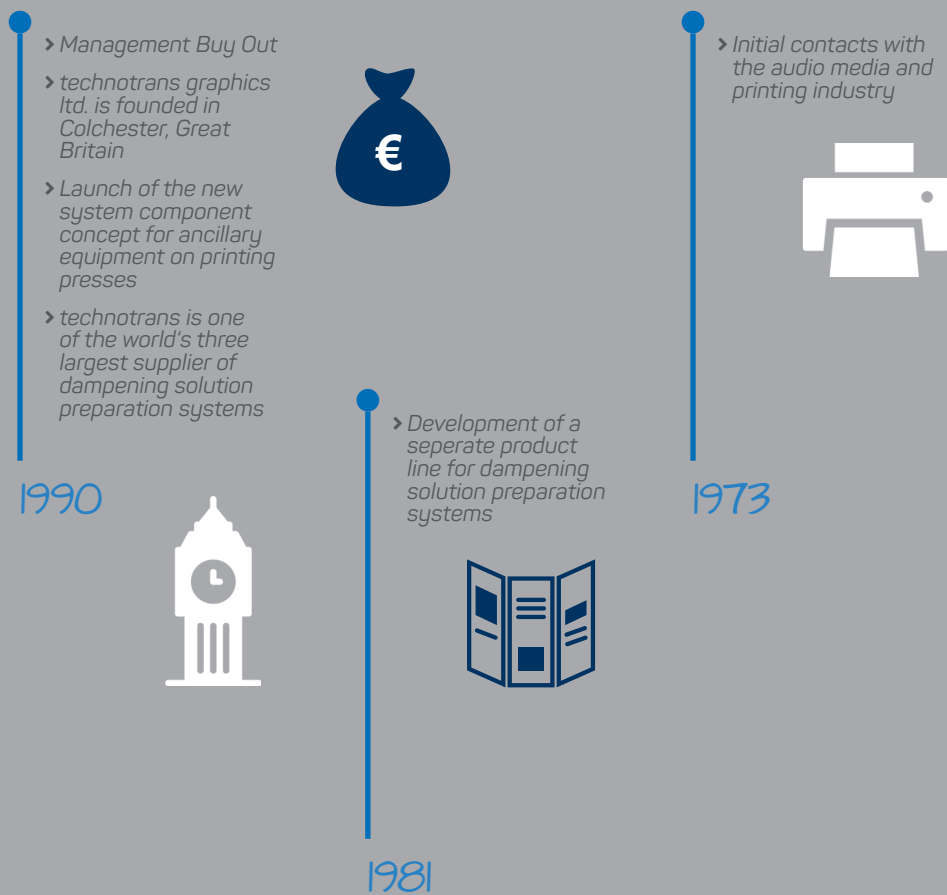 › Management Buy Out
› technotrans graphics
ltd. is founded in
Colchester, Great
Britain
› Launch of the new
system component
concept for ancillary
equipment on printing
presses
› technotrans is one
of the world's three
largest supplier of
dampening solution
preparation systems
1990
€
› Development of a
seperate product
line for dampening
solution preparation
systems
1981
› Initial contacts with
the audio media and
printing industry
1973